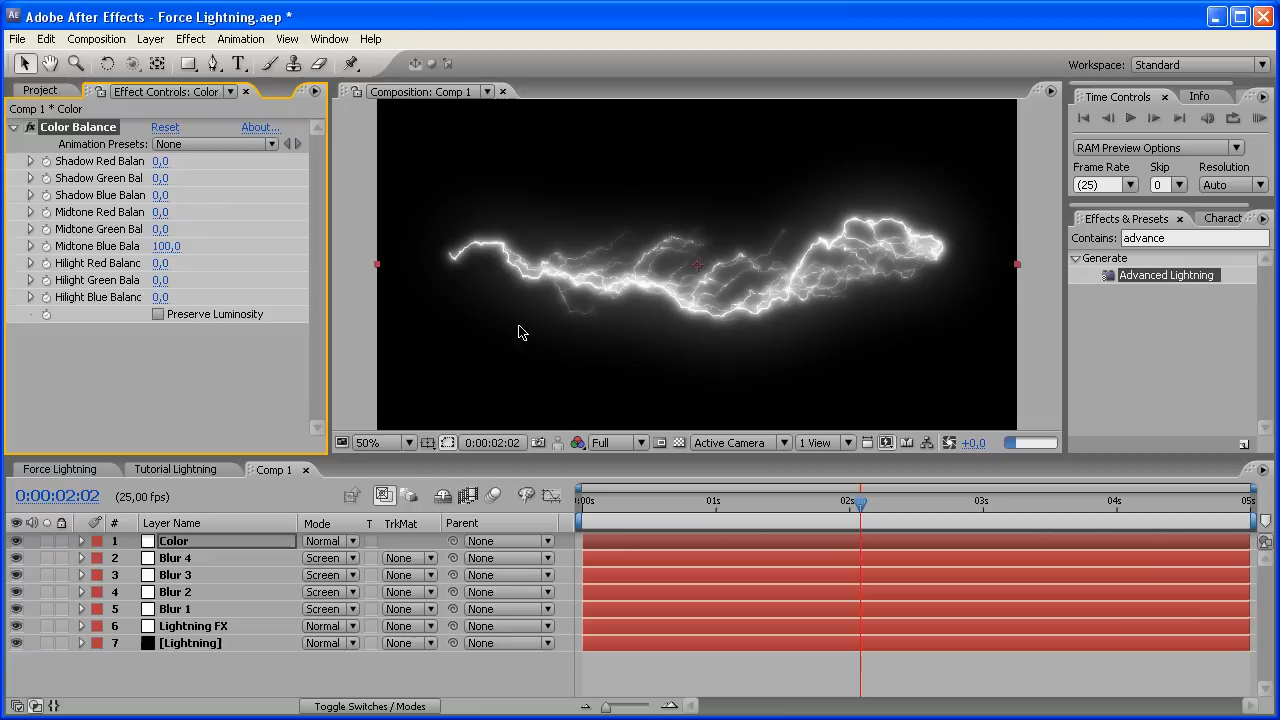 Adobe After Effects - Force Lightning.aep *
File Edit Composition Layer Effect Animation View Window Help
Workspace: Standard
Project Effect Controls: Color
Comp 1 * Color
fx Color Balance Reset About...
Animation Presets: None
Shadow Red Balan 0,0
Shadow Green Bal 0,0
Shadow Blue Balan 0,0
Midtone Red Balan 0,0
Midtone Green Bal 0,0
Midtone Blue Bala 100,0
Hilight Red Balanc 0,0
Hilight Green Bala 0,0
Hilight Blue Balanc 0,0
Preserve Luminosity
Composition: Comp 1
50% 0:00:02:02 Full Active Camera 1 View +0,0
Time Controls Info
RAM Preview Options
Frame Rate Skip Resolution
(25) 0 Auto
Effects & Presets Charact
Contains: advance
Generate
Advanced Lightning
Force Lightning Tutorial Lightning Comp 1
0:00:02:02 (25,00 fps)
:00s 01s 02s 03s 04s 05s
# Layer Name Mode T TrkMat Parent
1 Color Normal None
2 Blur 4 Screen None None
3 Blur 3 Screen None None
4 Blur 2 Screen None None
5 Blur 1 Screen None None
6 Lightning FX Normal None None
7 [Lightning] Normal None None
Toggle Switches / Modes